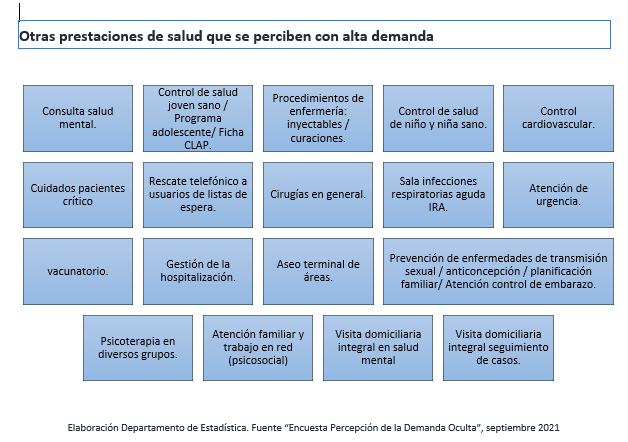 Otras prestaciones de salud que se perciben con alta demanda
Consulta salud
mental.
Control de salud
joven sano /
Programa
adolescente/ Ficha
CLAP.
Procedimientos de
enfermería:
inyectables /
curaciones.
Control de salud
de niño y niña sano.
Control
cardiovascular.
Cuidados pacientes
crítico
Rescate telefónico a
usuarios de listas de
espera.
Cirugías en general.
Sala infecciones
respiratorias aguda
IRA.
Atención de
urgencia.
vacunatorio.
Gestión de la
hospitalización.
Aseo terminal de
áreas.
Prevención de enfermedades de transmisión
sexual / anticoncepción / planificación
familiar/ Atención control de embarazo.
Psicoterapia en
diversos grupos.
Atención familiar y
trabajo en red
(psicosocial)
Visita domiciliaria
integral en salud
mental
Visita domiciliaria
integral seguimiento
de casos.
Elaboración Departamento de Estadística. Fuente “Encuesta Percepción de la Demanda Oculta”, septiembre 2021